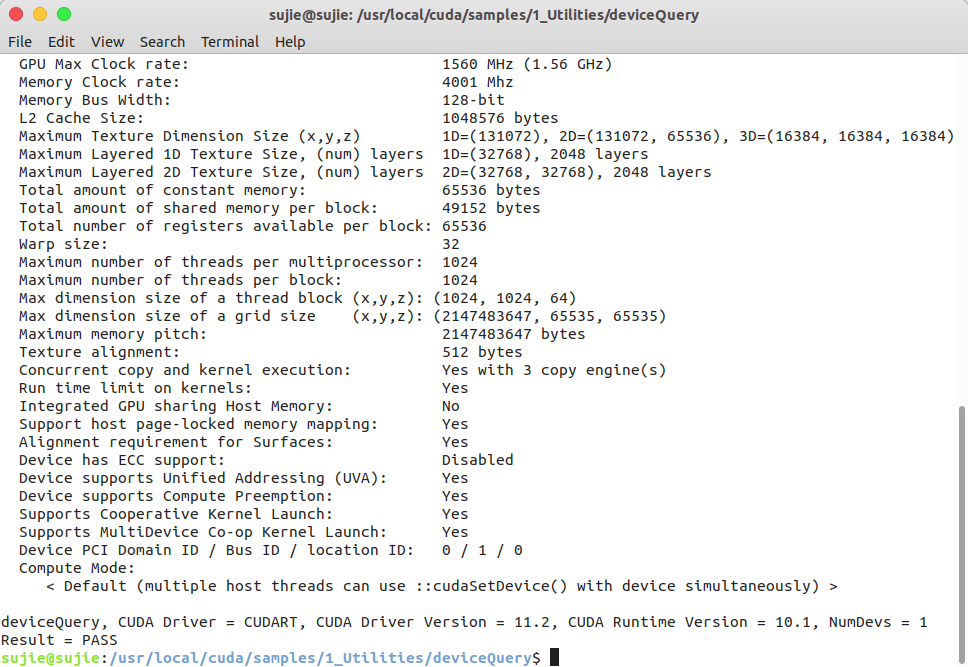 sujie@sujie: /usr/local/cuda/samples/1_Utilities/deviceQuery
File Edit View Search Terminal Help
  GPU Max Clock rate:                            1560 MHz (1.56 GHz)
  Memory Clock rate:                             4001 Mhz
  Memory Bus Width:                              128-bit
  L2 Cache Size:                                 1048576 bytes
  Maximum Texture Dimension Size (x,y,z)         1D=(131072), 2D=(131072, 65536), 3D=(16384, 16384, 16384)
  Maximum Layered 1D Texture Size, (num) layers  1D=(32768), 2048 layers
  Maximum Layered 2D Texture Size, (num) layers  2D=(32768, 32768), 2048 layers
  Total amount of constant memory:               65536 bytes
  Total amount of shared memory per block:       49152 bytes
  Total number of registers available per block: 65536
  Warp size:                                     32
  Maximum number of threads per multiprocessor:  1024
  Maximum number of threads per block:           1024
  Max dimension size of a thread block (x,y,z): (1024, 1024, 64)
  Max dimension size of a grid size    (x,y,z): (2147483647, 65535, 65535)
  Maximum memory pitch:                          2147483647 bytes
  Texture alignment:                             512 bytes
  Concurrent copy and kernel execution:          Yes with 3 copy engine(s)
  Run time limit on kernels:                     Yes
  Integrated GPU sharing Host Memory:            No
  Support host page-locked memory mapping:       Yes
  Alignment requirement for Surfaces:            Yes
  Device has ECC support:                        Disabled
  Device supports Unified Addressing (UVA):      Yes
  Device supports Compute Preemption:            Yes
  Supports Cooperative Kernel Launch:            Yes
  Supports MultiDevice Co-op Kernel Launch:      Yes
  Device PCI Domain ID / Bus ID / location ID:   0 / 1 / 0
  Compute Mode:
     < Default (multiple host threads can use ::cudaSetDevice() with device simultaneously) >
deviceQuery, CUDA Driver = CUDART, CUDA Driver Version = 11.2, CUDA Runtime Version = 10.1, NumDevs = 1
Result = PASS
sujie@sujie:/usr/local/cuda/samples/1_Utilities/deviceQuery$